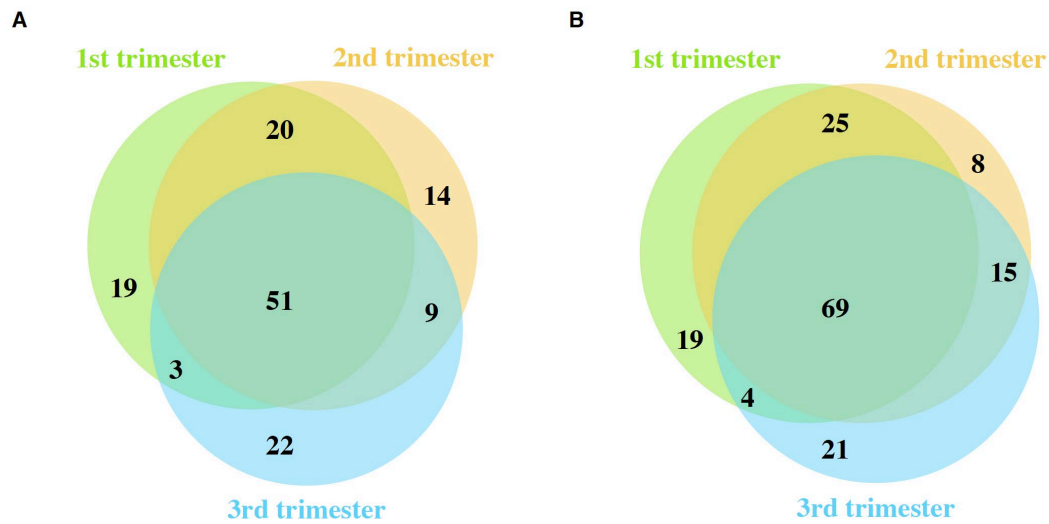 A
1st trimester
2nd trimester
20
14
19
51
9
3
22
3rd trimester
B
1st trimester
2nd trimester
25
8
15
69
19
4
21
3rd trimester